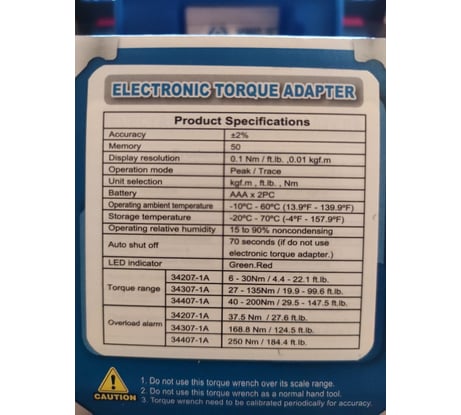 ELECTRONIC TORQUE ADAPTER
Product Specifications
Accuracy ±2%
Memory 50
Display resolution 0.1 Nm / ft.lb. ,0.01 kgf.m
Operation mode Peak / Trace
Unit selection kgf.m , ft.lb. , Nm
Battery AAA x 2PC
Operating ambient temperature -10ºC - 60ºC (13.9ºF - 139.9ºF)
Storage temperature -20ºC - 70ºC (-4ºF - 157.9ºF)
Operating relative humidity 15 to 90% noncondensing
Auto shut off 70 seconds (if do not use
electronic torque adapter.)
LED indicator Green.Red
Torque range 34207-1A 6 - 30Nm / 4.4 - 22.1 ft.lb.
34307-1A 27 - 135Nm / 19.9 - 99.6 ft.lb.
34407-1A 40 - 200Nm / 29.5 - 147.5 ft.lb.
Overload alarm 34207-1A 37.5 Nm / 27.6 ft.lb.
34307-1A 168.8 Nm / 124.5 ft.lb.
34407-1A 250 Nm / 184.4 ft.lb.
CAUTION
1. Do not use this torque wrench over its scale range.
2. Do not use this torque wrench as a normal hand tool.
3. Torque wrench need to be calibrated periodically for accuracy.